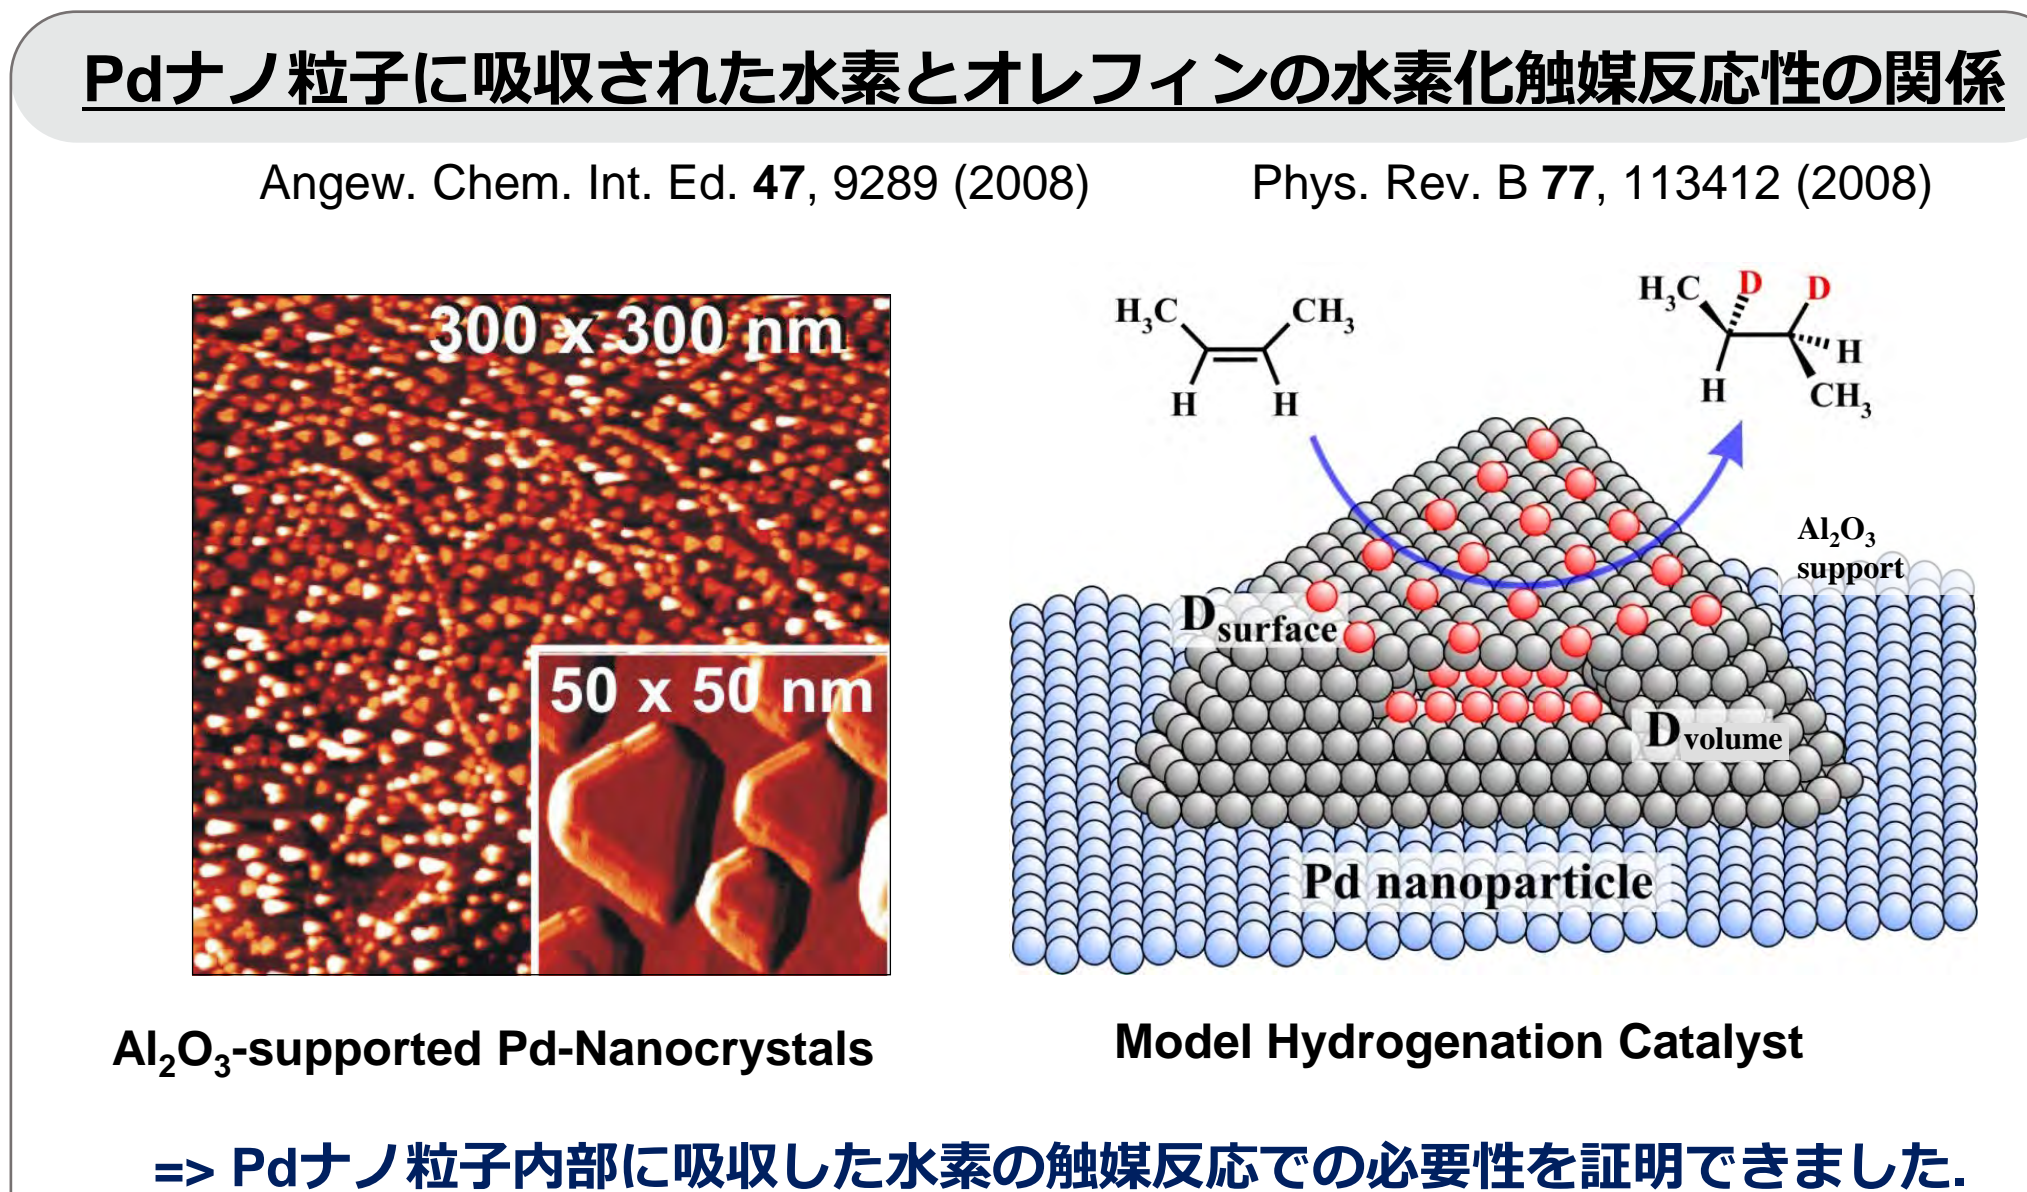 Pdナノ粒子に吸収された水素とオレフィンの水素化触媒反応性の関係
Angew. Chem. Int. Ed. 47, 9289 (2008)
Phys. Rev. B 77, 113412 (2008)
300 x 300 nm
50 x 50 nm
H₃C
CH₃
H
H
H₃C
D
D
H
H
CH₃
Al₂O₃
support
D surface
D volume
Pd nanoparticle
Al₂O₃-supported Pd-Nanocrystals
Model Hydrogenation Catalyst
=> Pdナノ粒子内部に吸収した水素の触媒反応での必要性を証明できました.